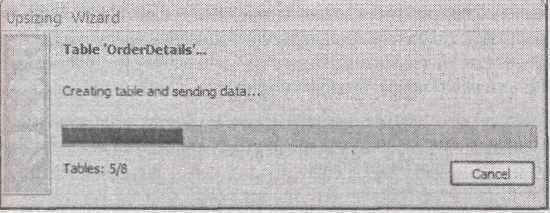 Upsizing Wizard
Table 'OrderDetails'...
Creating table and sending data...
Tables: 5/8
Cancel